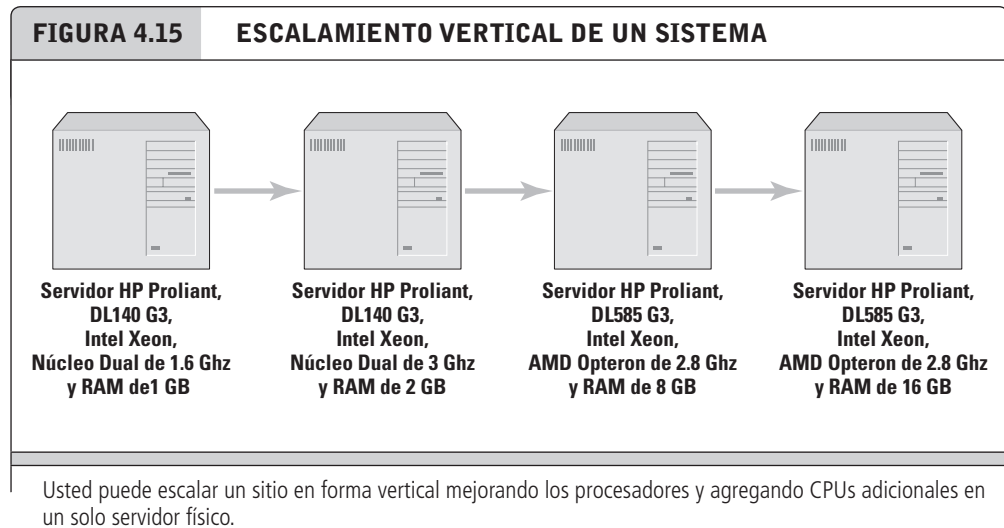 FIGURA 4.15 ESCALAMIENTO VERTICAL DE UN SISTEMA
Servidor HP Proliant,
DL140 G3,
Intel Xeon,
Núcleo Dual de 1.6 Ghz
y RAM de1 GB
Servidor HP Proliant,
DL140 G3,
Intel Xeon,
Núcleo Dual de 3 Ghz
y RAM de 2 GB
Servidor HP Proliant,
DL585 G3,
Intel Xeon,
AMD Opteron de 2.8 Ghz
y RAM de 8 GB
Servidor HP Proliant,
DL585 G3,
Intel Xeon,
AMD Opteron de 2.8 Ghz
y RAM de 16 GB
Usted puede escalar un sitio en forma vertical mejorando los procesadores y agregando CPUs adicionales en
un solo servidor físico.